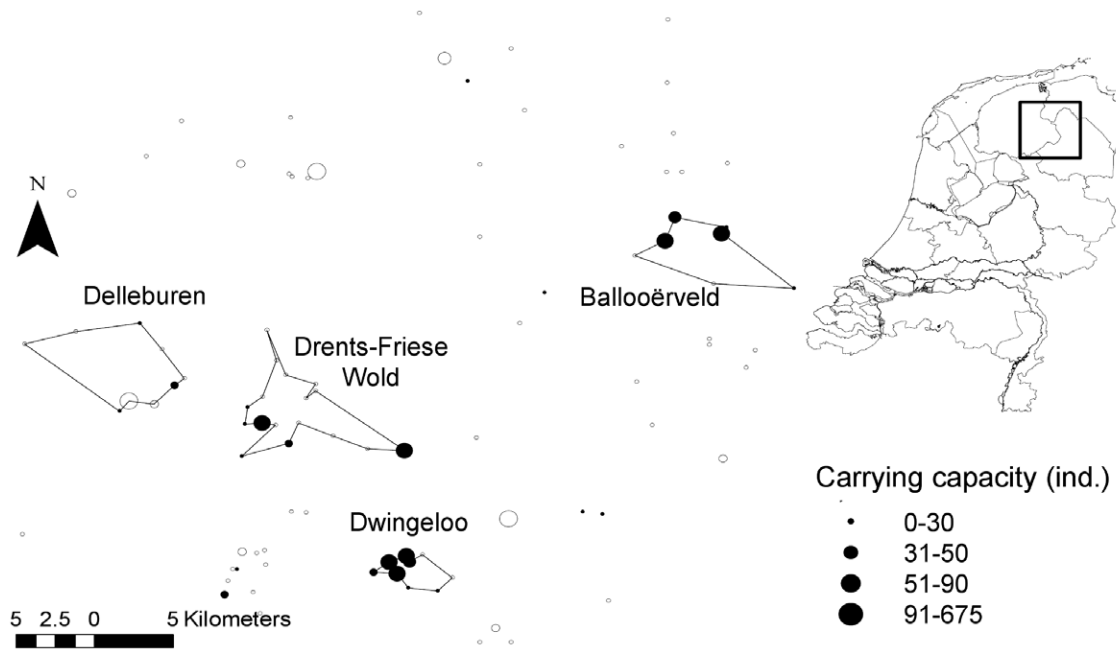 N
Delleburen
Ballooërveld
Drents-Friese
Wold
Dwingeloo
Carrying capacity (ind.)
0-30
31-50
51-90
91-675
5 2.5 0 5 Kilometers